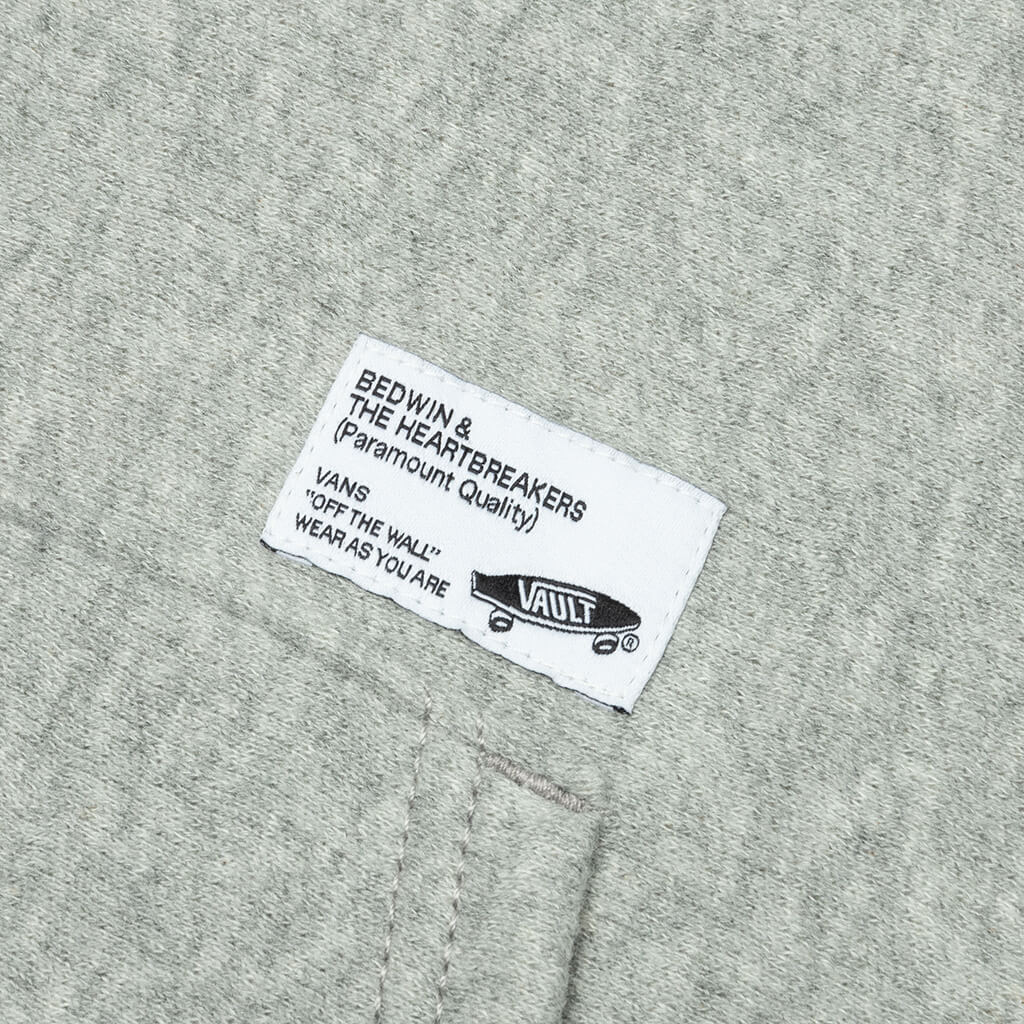 BEDWIN &
THE HEARTBREAKERS
(Paramount Quality)
VANS
"OFF THE WALL"
WEAR AS YOU ARE
VAULT
®